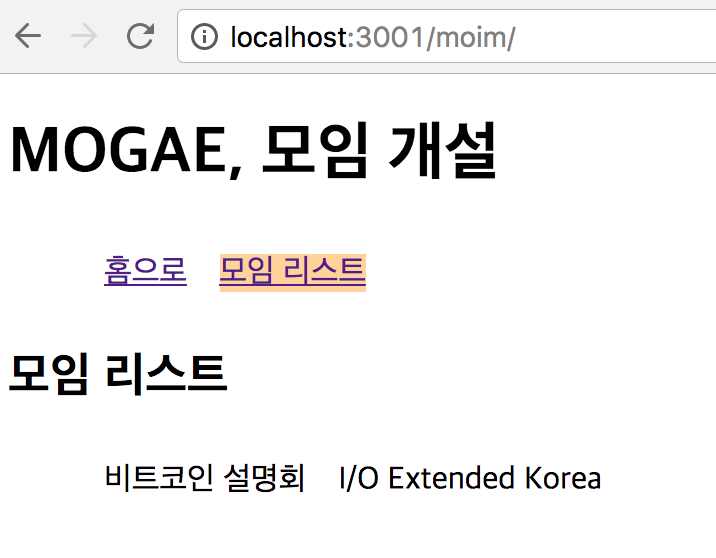 localhost:3001/moim/
MOGAE, 모임 개설
홈으로 모임 리스트
모임 리스트
비트코인 설명회 I/O Extended Korea